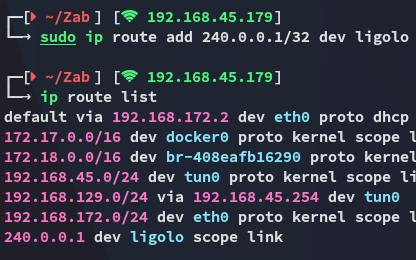 [ ~/Zab ] [ 192.168.45.179]
sudo ip route add 240.0.0.1/32 dev ligolo
[ ~/Zab ] [ 192.168.45.179]
ip route list
default via 192.168.172.2 dev eth0 proto dhcp
172.17.0.0/16 dev docker0 proto kernel scope l
172.18.0.0/16 dev br-408eafb16290 proto kernel
192.168.45.0/24 dev tun0 proto kernel scope li
192.168.129.0/24 via 192.168.45.254 dev tun0
192.168.172.0/24 dev eth0 proto kernel scope l
240.0.0.1 dev ligolo scope link